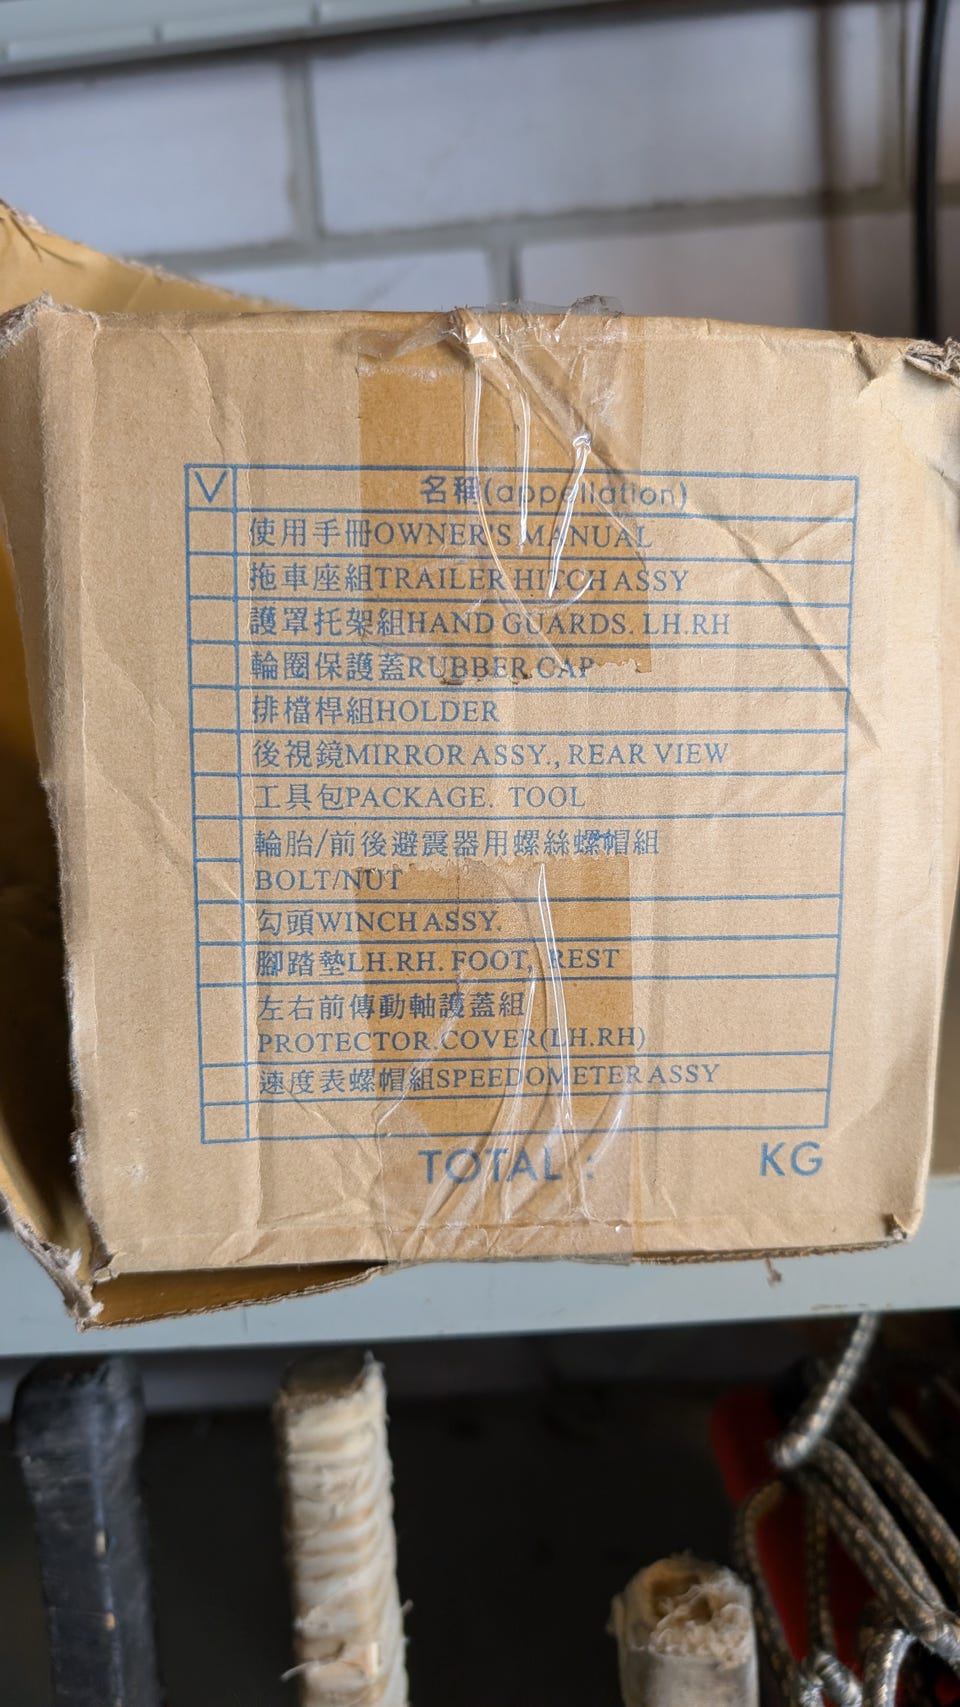 V 名稱(appellation)
使用手冊OWNER'S MANUAL
拖車座組TRAILER HITCH ASSY
護罩托架組HAND GUARDS. LH.RH
輪圈保護蓋RUBBER CAP
排檔桿組HOLDER
後視鏡MIRROR ASSY., REAR VIEW
工具包PACKAGE. TOOL
輪胎/前後避震器用螺絲螺帽組
BOLT/NUT
勾頭WINCH ASSY.
腳踏墊LH.RH. FOOT, REST
左右前傳動軸護蓋組
PROTECTOR.COVER(LH.RH)
速度表螺帽組SPEEDOMETER ASSY
TOTAL : KG